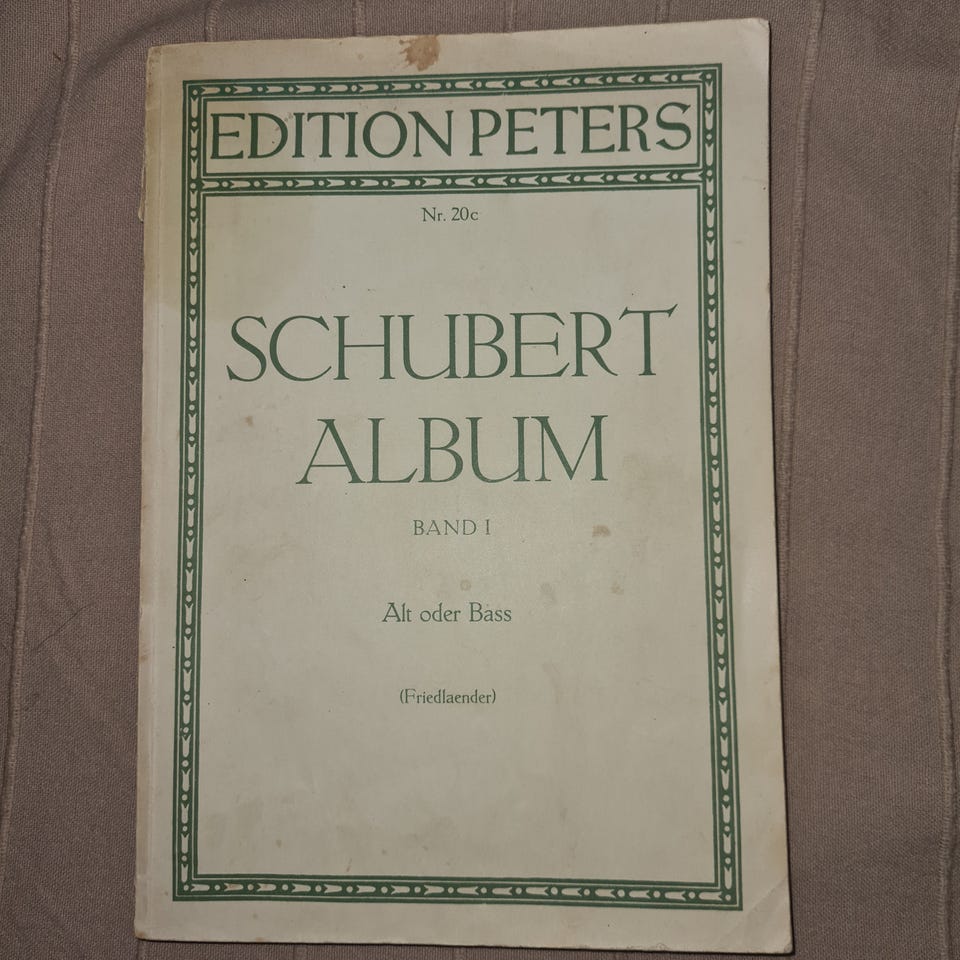 EDITION PETERS
Nr. 20c
SCHUBERT
ALBUM
BAND I
Alt oder Bass
(Friedlaender)